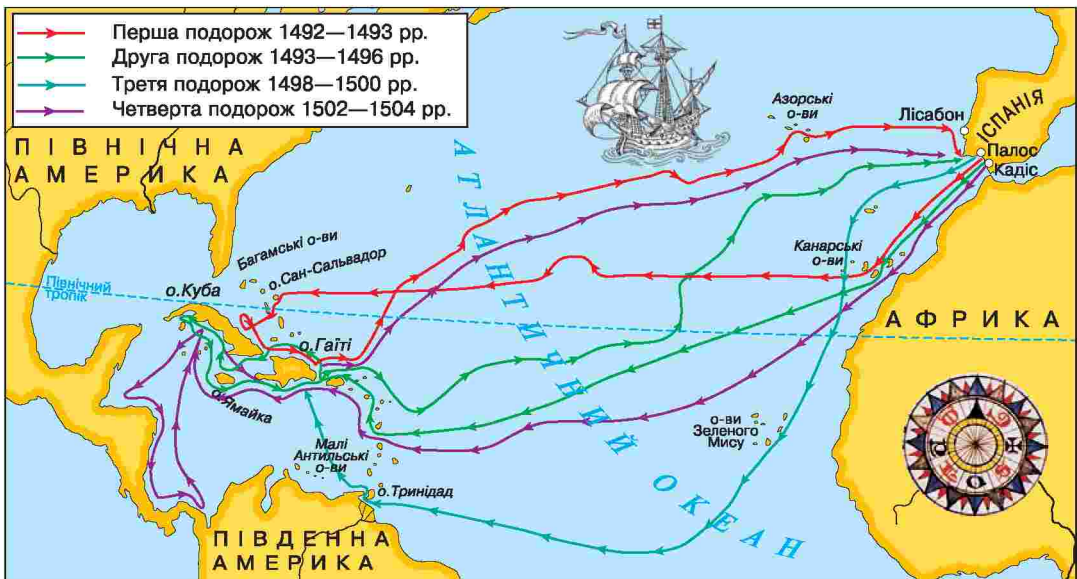 Перша подорож 1492—1493 рр.
Друга подорож 1493—1496 рр.
Третя подорож 1498—1500 рр.
Четверта подорож 1502—1504 рр.
ПІВНІЧНА
АМЕРИКА
Азорські
о-ви
Лісабон
ІСПАНІЯ
Палос
Кадіс
АТЛАНТИЧНИЙ ОКЕАН
Багамські о-ви
о.Сан-Сальвадор
Канарські
о-ви
Північний
тропік
о.Куба
о.Гаїті
АФРИКА
о.Ямайка
Малі
Антильські
о-ви
о-ви
Зеленого
Мису
о.Тринідад
ПІВДЕННА
АМЕРИКА